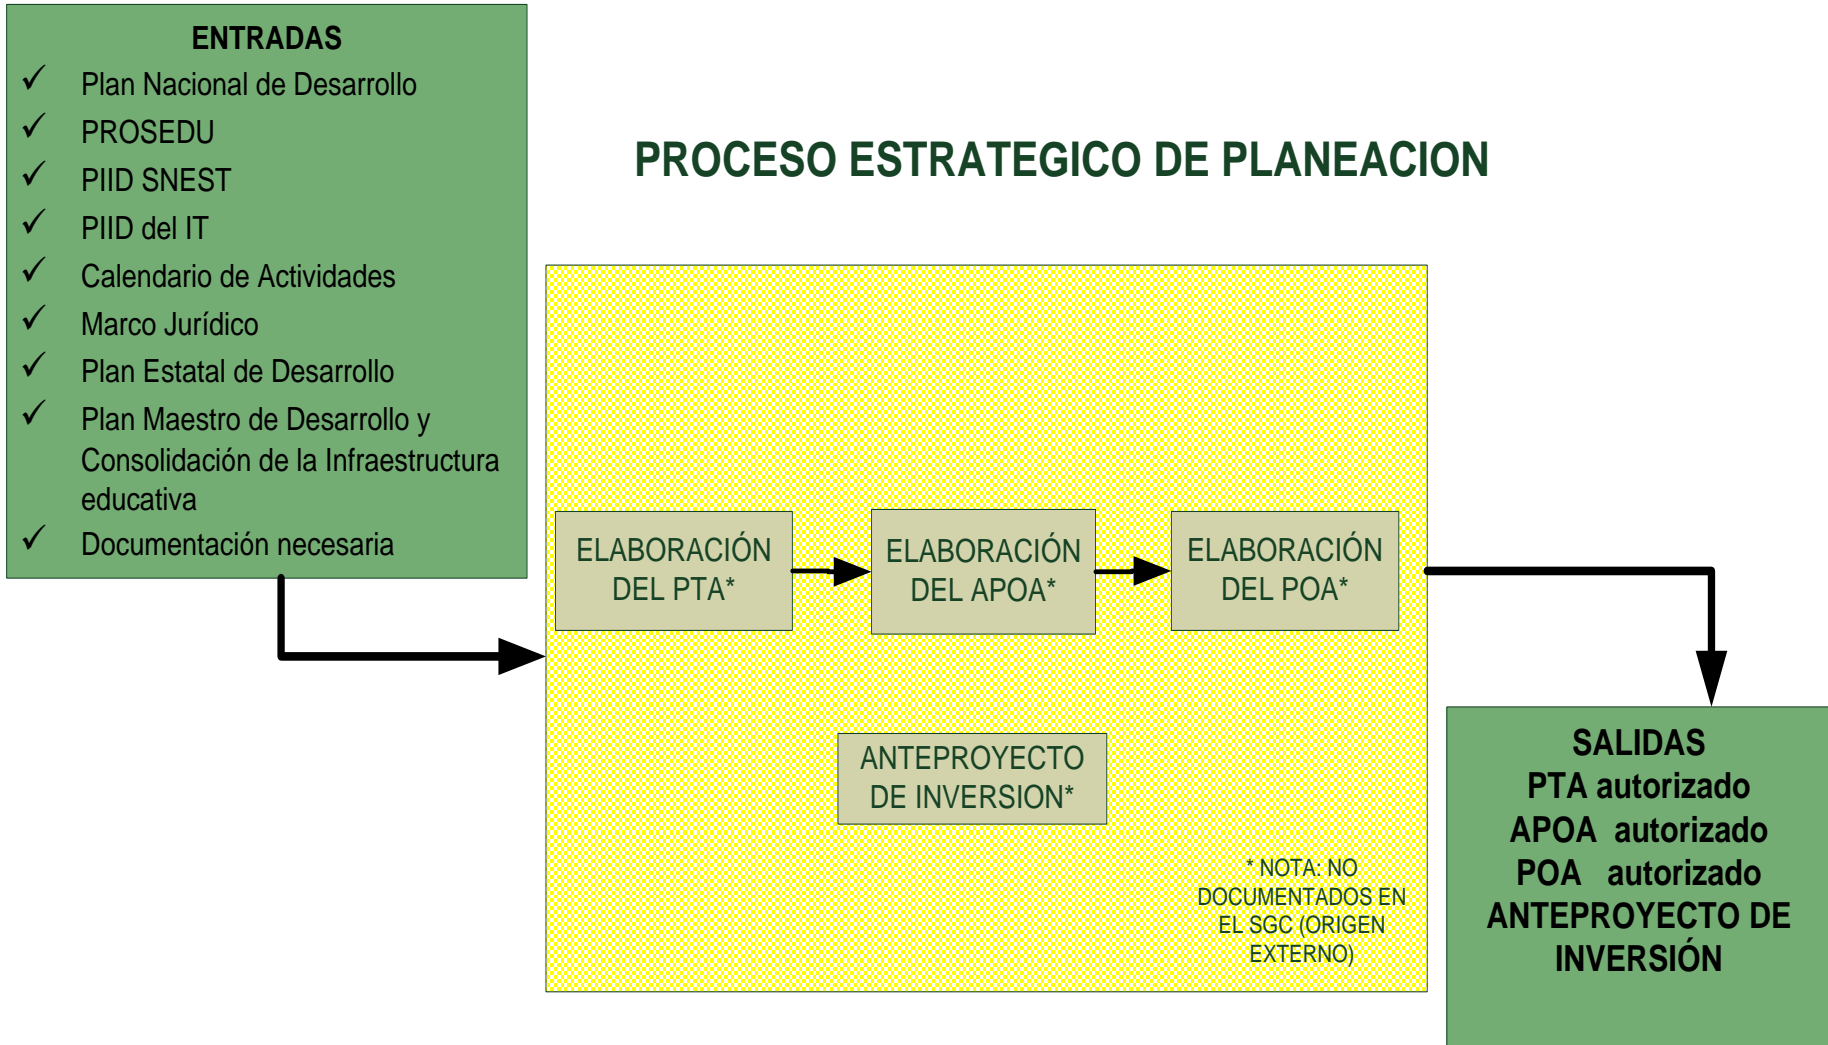 ENTRADAS
✓ Plan Nacional de Desarrollo
✓ PROSEDU
✓ PIID SNEST
✓ PIID del IT
✓ Calendario de Actividades
✓ Marco Jurídico
✓ Plan Estatal de Desarrollo
✓ Plan Maestro de Desarrollo y
Consolidación de la Infraestructura
educativa
✓ Documentación necesaria
PROCESO ESTRATEGICO DE PLANEACION
ELABORACIÓN
DEL PTA*
ELABORACIÓN
DEL APOA*
ELABORACIÓN
DEL POA*
ANTEPROYECTO
DE INVERSION*
* NOTA: NO
DOCUMENTADOS EN
EL SGC (ORIGEN
EXTERNO)
SALIDAS
PTA autorizado
APOA autorizado
POA autorizado
ANTEPROYECTO DE
INVERSIÓN